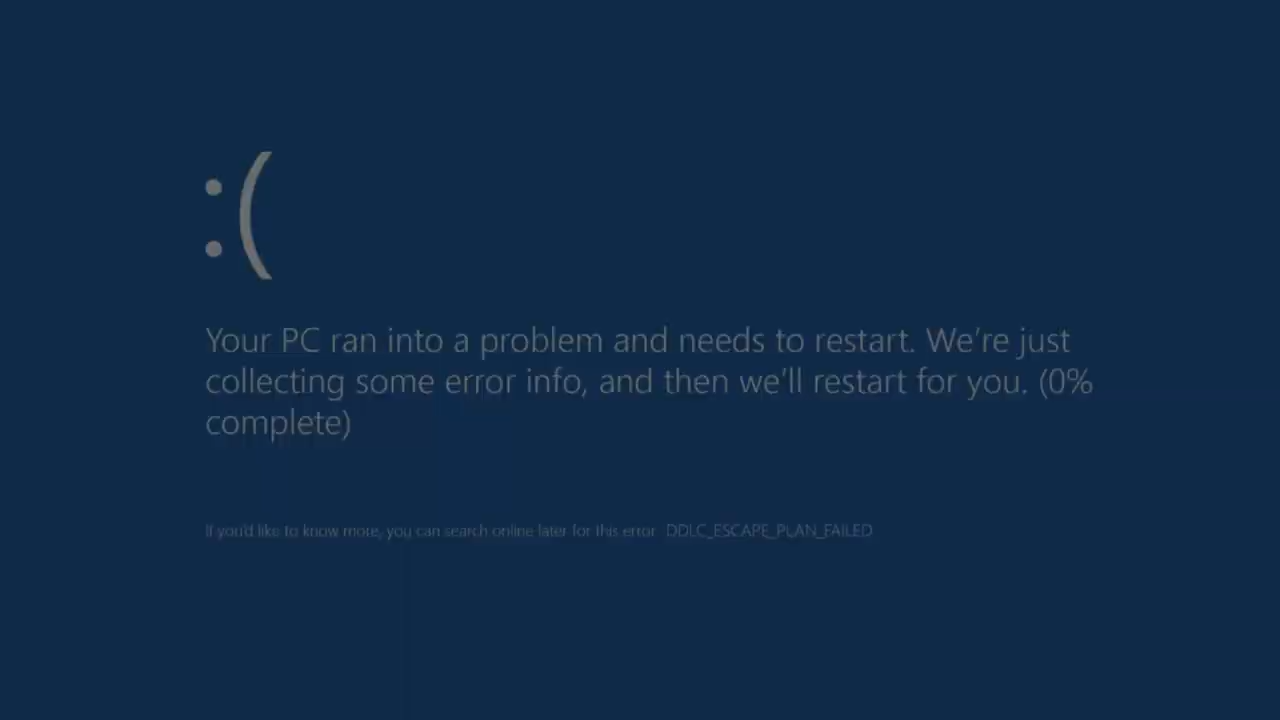 :(
Your PC ran into a problem and needs to restart. We're just
collecting some error info, and then we'll restart for you. (0%
complete)
If you'd like to know more, you can search online later for this error: DDLC_ESCAPE_PLAN_FAILED